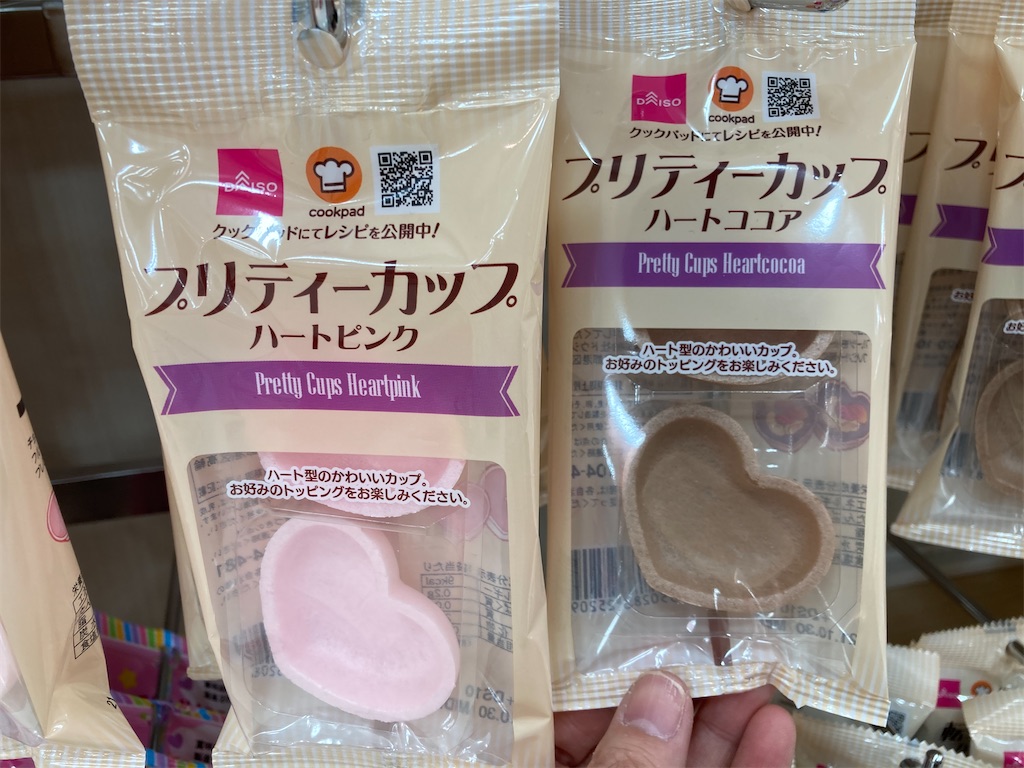 DAISO
cookpad
クックパッドにてレシピを公開中!
プリティーカップ
ハートピンク
Pretty Cups Heartpink
ハート型のかわいいカップ。
お好みのトッピングをお楽しみください。
DAISO
cookpad
クックパッドにてレシピを公開中!
プリティーカップ
ハートココア
Pretty Cups Heartcocoa
ハート型のかわいいカップ。
お好みのトッピングをお楽しみください。